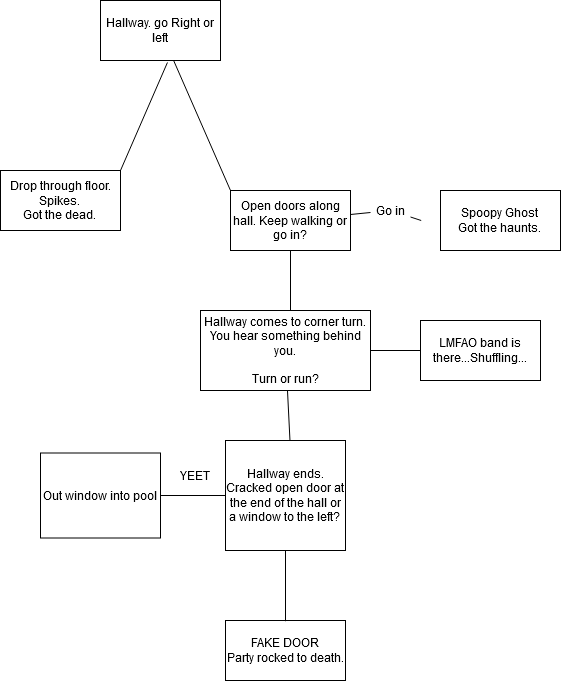 Hallway. go Right or
left
Drop through floor.
Spikes.
Got the dead.
Open doors along
hall. Keep walking or
go in?
Go in
Spoopy Ghost
Got the haunts.
Hallway comes to corner turn.
You hear something behind
you.
Turn or run?
LMFAO band is
there...Shuffling...
Hallway ends.
Cracked open door at
the end of the hall or
a window to the left?
YEET
Out window into pool
FAKE DOOR
Party rocked to death.